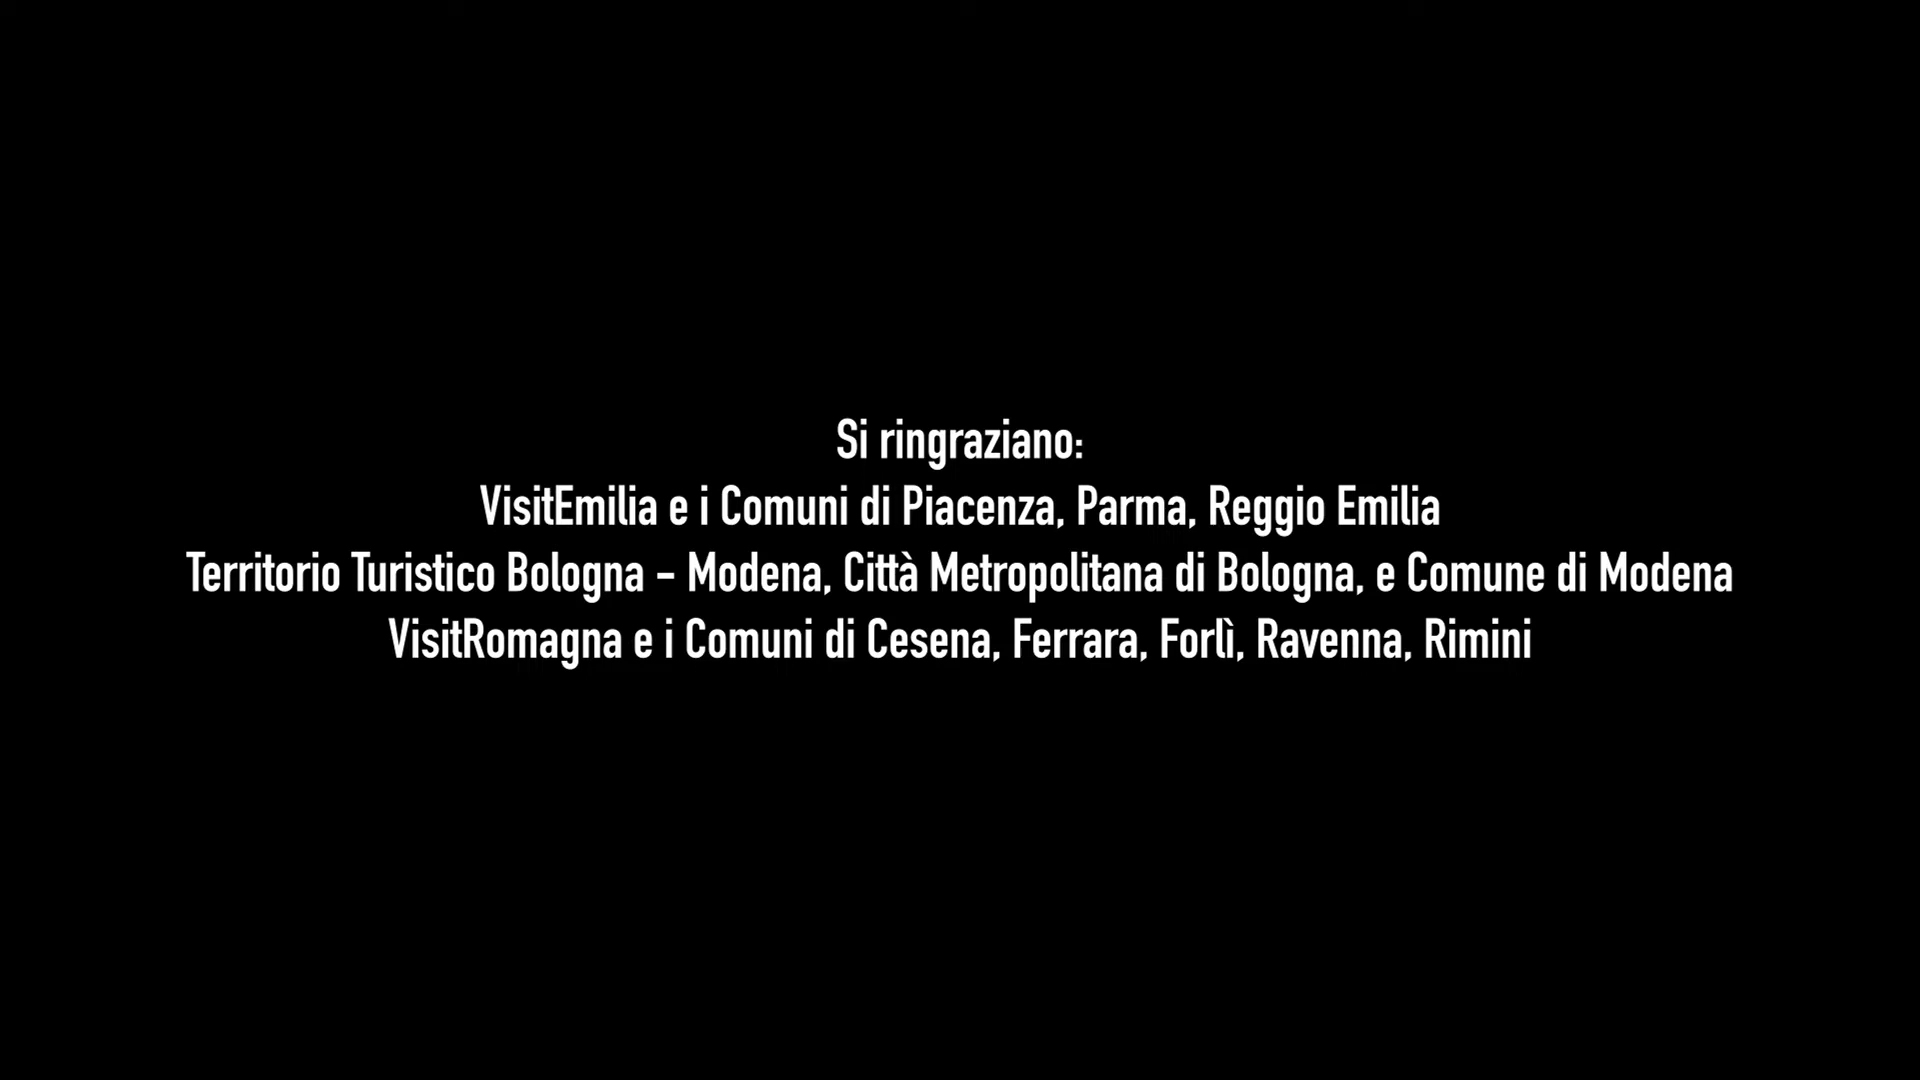 Si ringraziano:
VisitEmilia e i Comuni di Piacenza, Parma, Reggio Emilia
Territorio Turistico Bologna - Modena, Città Metropolitana di Bologna, e Comune di Modena
VisitRomagna e i Comuni di Cesena, Ferrara, Forlì, Ravenna, Rimini